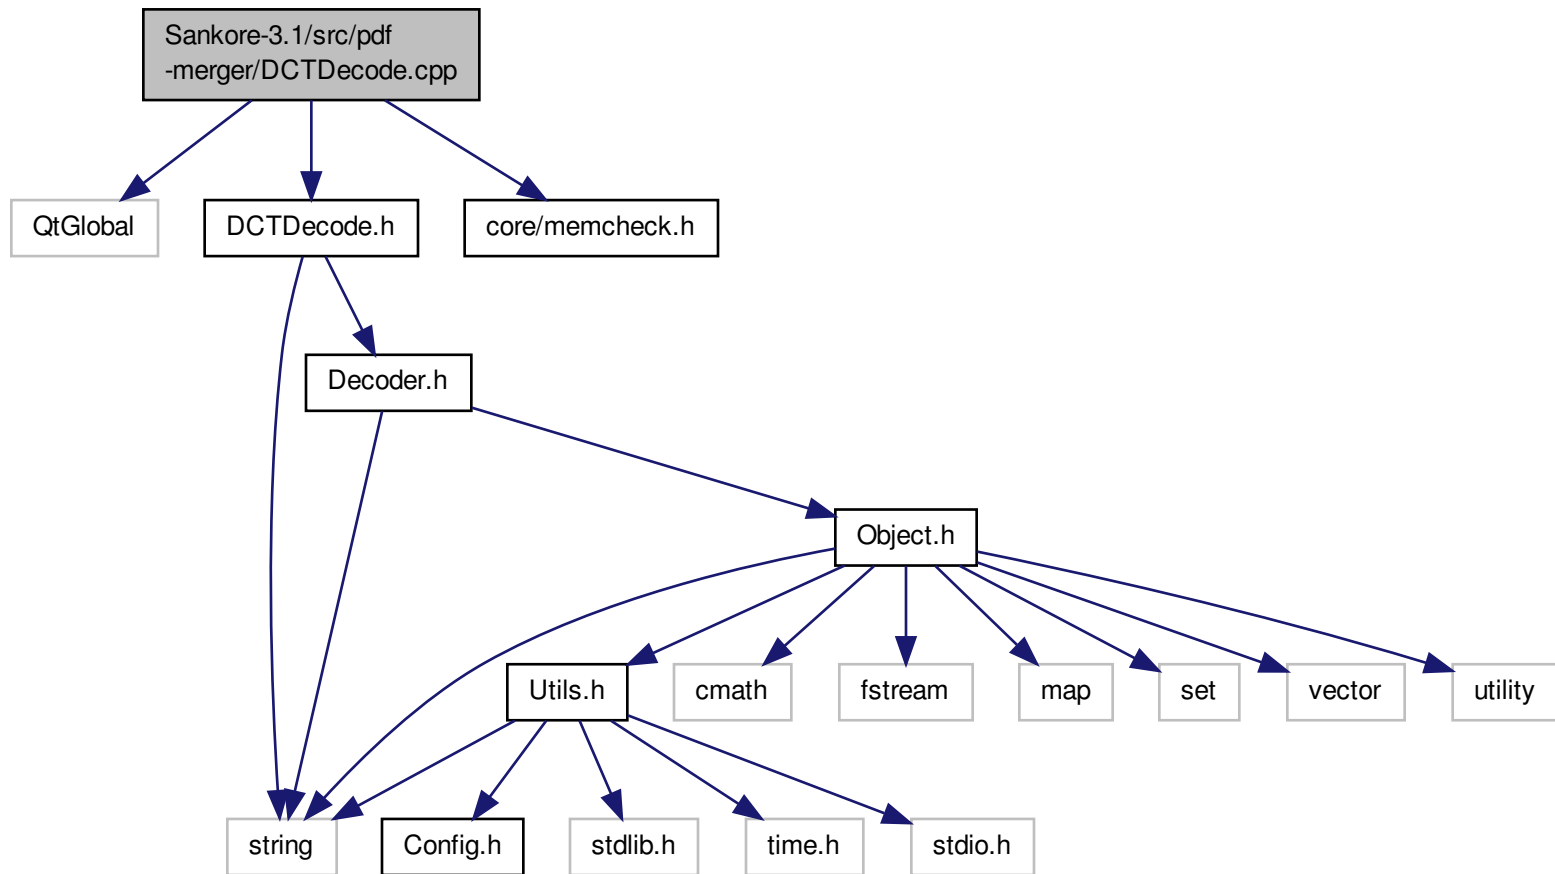 Sankore-3.1/src/pdf
-merger/DCTDecode.cpp
QtGlobal
DCTDecode.h
core/memcheck.h
Decoder.h
Object.h
Utils.h
cmath
fstream
map
set
vector
utility
string
Config.h
stdlib.h
time.h
stdio.h